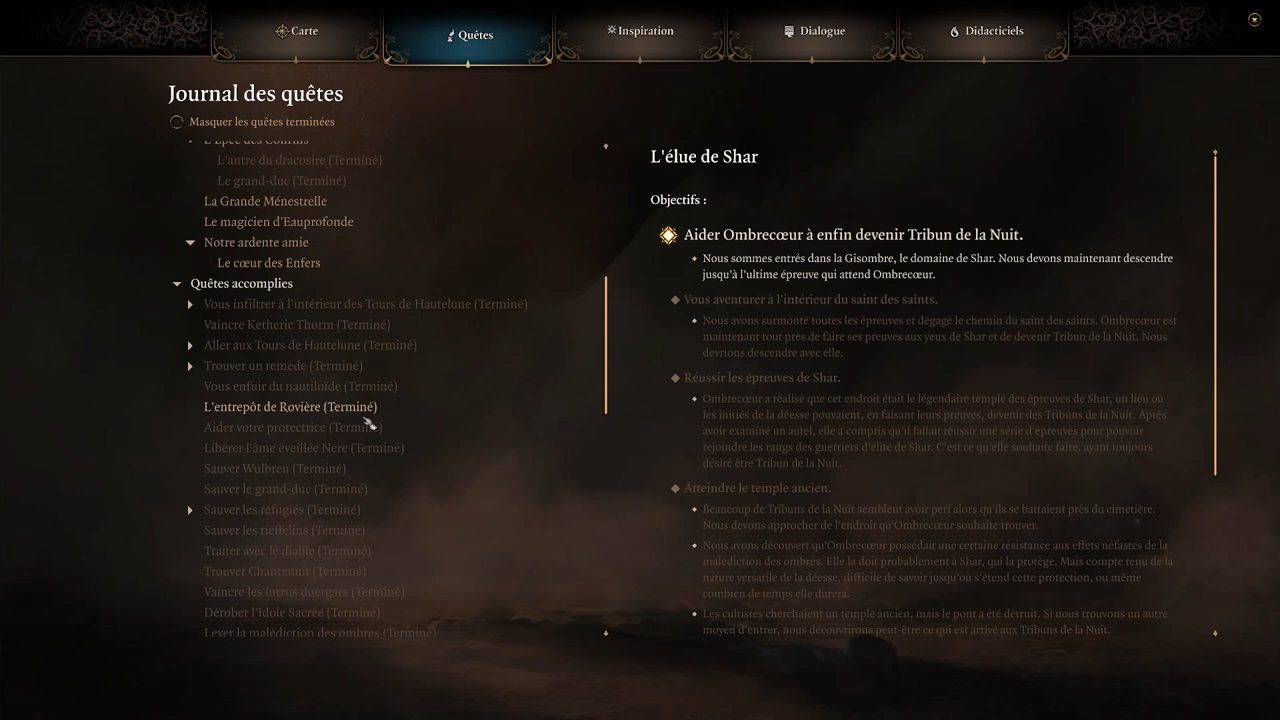 Carte
Quêtes
Inspiration
Dialogue
Didacticiels
Journal des quêtes
Masquer les quêtes terminées
L'Épée des Confins
L'antre du dracosire (Terminé)
Le grand-duc (Terminé)
La Grande Ménestrelle
Le magicien d'Eauprofonde
Notre ardente amie
Le cœur des Enfers
Quêtes accomplies
Vous infiltrer à l'intérieur des Tours de Hautelune (Terminé)
Vaincre Ketheric Thorm (Terminé)
Aller aux Tours de Hautelune (Terminé)
Trouver un remède (Terminé)
Vous enfuir du nautiloïde (Terminé)
L'entrepôt de Rovière (Terminé)
Aider votre protectrice (Terminé)
Libérer l'âme éveillée Nere (Terminé)
Sauver Wulbren (Terminé)
Sauver le grand-duc (Terminé)
Sauver les réfugiés (Terminé)
Sauver les tieffelins (Terminé)
Traiter avec le diable (Terminé)
Trouver Chantenuit (Terminé)
Vaincre les intrus duergars (Terminé)
Dérober l'Idole Sacrée (Terminé)
Lever la malédiction des ombres (Terminé)
L'élue de Shar
Objectifs :
Aider Ombrecœur à enfin devenir Tribun de la Nuit.
Nous sommes entrés dans la Gisombre, le domaine de Shar. Nous devons maintenant descendre
jusqu'à l'ultime épreuve qui attend Ombrecœur.
Vous aventurer à l'intérieur du saint des saints.
Nous avons surmonté toutes les épreuves et dégagé le chemin du saint des saints. Ombrecœur est
maintenant tout près de faire ses preuves aux yeux de Shar et de devenir Tribun de la Nuit. Nous
devrions descendre avec elle.
Réussir les épreuves de Shar.
Ombrecœur a réalisé que cet endroit était le légendaire temple des épreuves de Shar, un lieu où
les initiés de la déesse pouvaient, en faisant leurs preuves, devenir des Tribuns de la Nuit. Après
avoir examiné un autel, elle a compris qu'il fallait réussir une série d'épreuves pour pouvoir
rejoindre les rangs des guerriers d'élite de Shar. C'est ce qu'elle souhaite faire, ayant toujours
désiré être Tribun de la Nuit.
Atteindre le temple ancien.
Beaucoup de Tribuns de la Nuit semblent avoir péri alors qu'ils se battaient près du cimetière.
Nous devons approcher de l'endroit qu'Ombrecœur souhaite trouver.
Nous avons découvert qu'Ombrecœur possédait une certaine résistance aux effets néfastes de la
malédiction des ombres. Elle la doit probablement à Shar, qui la protège. Mais compte tenu de la
nature versatile de la déesse, difficile de savoir jusqu'où s'étend cette protection, ou même
combien de temps elle durera.
Les cultistes cherchaient un temple ancien, mais le pont a été détruit. Si nous trouvons un autre
moyen d'entrer, nous découvrirons peut-être ce qui est arrivé aux Tribuns de la Nuit.